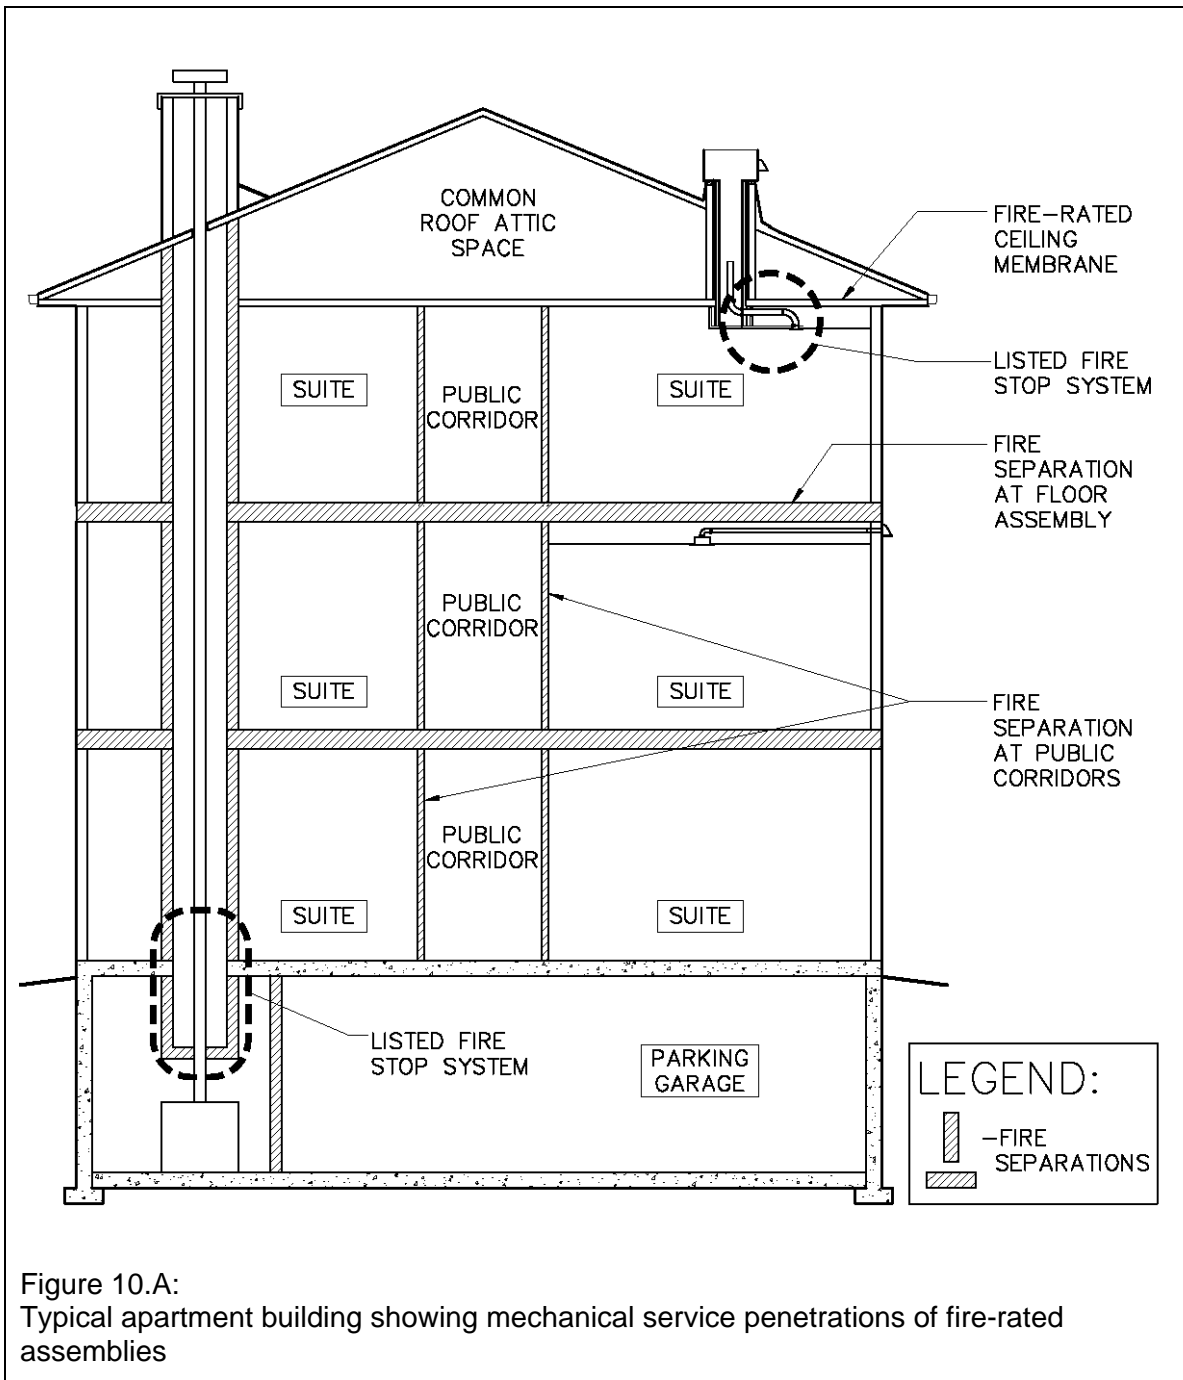 COMMON
ROOF ATTIC
SPACE
FIRE-RATED
CEILING
MEMBRANE
LISTED FIRE
STOP SYSTEM
SUITE
PUBLIC
CORRIDOR
SUITE
FIRE
SEPARATION
AT FLOOR
ASSEMBLY
PUBLIC
CORRIDOR
SUITE
SUITE
FIRE
SEPARATION
AT PUBLIC
CORRIDORS
PUBLIC
CORRIDOR
SUITE
SUITE
LISTED FIRE
STOP SYSTEM
PARKING
GARAGE
LEGEND:
-FIRE
SEPARATIONS
Figure 10.A:
Typical apartment building showing mechanical service penetrations of fire-rated
assemblies